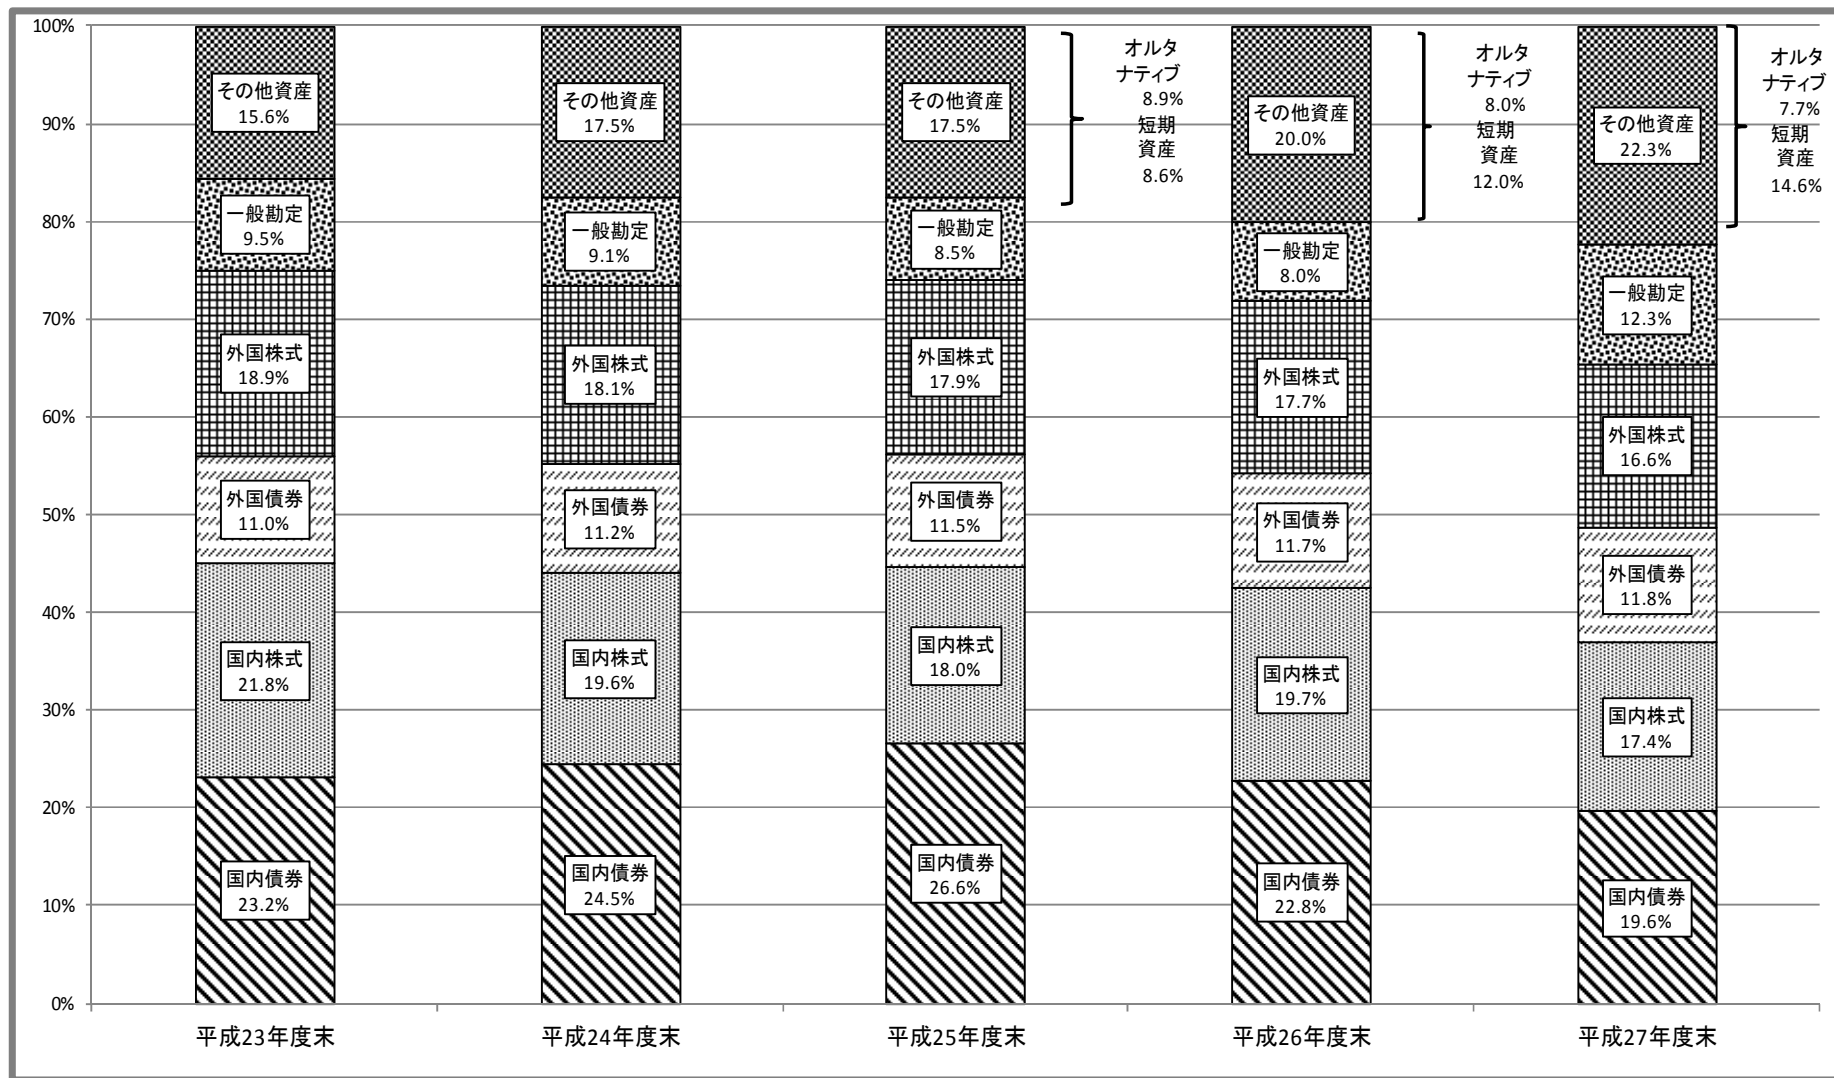 100%
90%
80%
70%
60%
50%
40%
30%
20%
10%
0%
その他資産
15.6%
一般勘定
9.5%
外国株式
18.9%
外国債券
11.0%
国内株式
21.8%
国内債券
23.2%
平成23年度末
その他資産
17.5%
一般勘定
9.1%
外国株式
18.1%
外国債券
11.2%
国内株式
19.6%
国内債券
24.5%
平成24年度末
その他資産
17.5%
一般勘定
8.5%
外国株式
17.9%
外国債券
11.5%
国内株式
18.0%
国内債券
26.6%
平成25年度末
オルタ
ナティブ
8.9%
短期
資産
8.6%
その他資産
20.0%
一般勘定
8.0%
外国株式
17.7%
外国債券
11.7%
国内株式
19.7%
国内債券
22.8%
平成26年度末
オルタ
ナティブ
8.0%
短期
資産
12.0%
その他資産
22.3%
一般勘定
12.3%
外国株式
16.6%
外国債券
11.8%
国内株式
17.4%
国内債券
19.6%
平成27年度末
オルタ
ナティブ
7.7%
短期
資産
14.6%